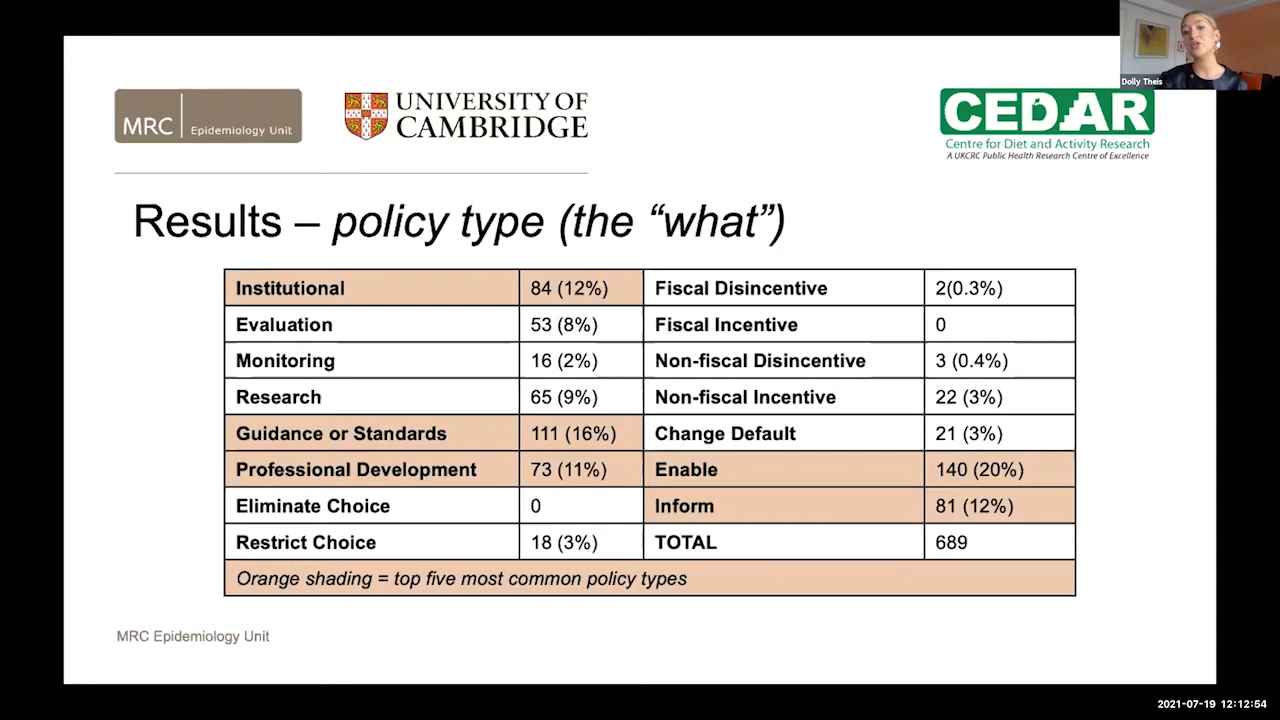 Dolly Theis
MRC Epidemiology Unit
UNIVERSITY OF
CAMBRIDGE
CEDAR
Centre for Diet and Activity Research
A UKCRC Public Health Research Centre of Excellence
Results – policy type (the “what”)
Institutional 84 (12%) Fiscal Disincentive 2(0.3%)
Evaluation 53 (8%) Fiscal Incentive 0
Monitoring 16 (2%) Non-fiscal Disincentive 3 (0.4%)
Research 65 (9%) Non-fiscal Incentive 22 (3%)
Guidance or Standards 111 (16%) Change Default 21 (3%)
Professional Development 73 (11%) Enable 140 (20%)
Eliminate Choice 0 Inform 81 (12%)
Restrict Choice 18 (3%) TOTAL 689
Orange shading = top five most common policy types
MRC Epidemiology Unit
2021-07-19 12:12:54